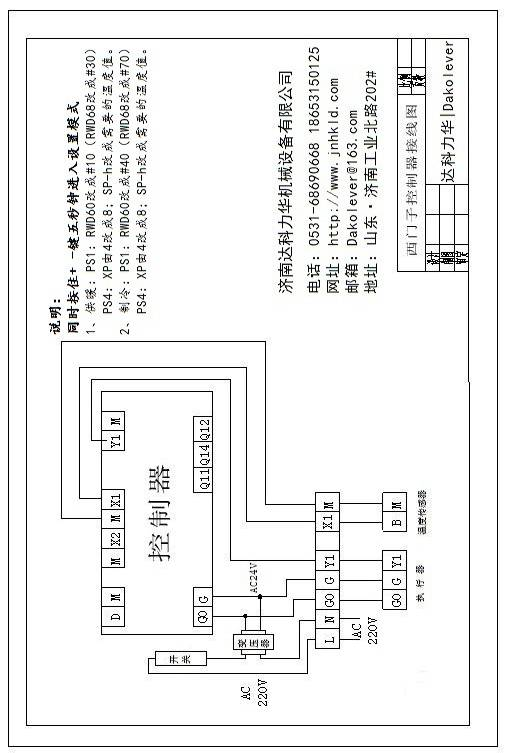 说明:
同时按住+ -键五秒钟进入设置模式
1、供暖: PS1: RWD60改成#10 (RWD68改成#30)
PS4: XP由4改成8; SP-h改成需要的温度值。
2、制冷: PS1: RWD60改成#40 (RWD68改成#70)
PS4: XP由4改成8; SP-h改成需要的温度值。
济南达科力华机械设备有限公司
电话: 0531-68690668 18653150125
网址: http://www.jnhkld.com
邮箱: Dakolever@163.com
地址: 山东·济南工业北路202#
西门子控制器接线图
达科力华|Dakolever
D M M X2 M X1 Y1 M
控制器
G0 G Q11 Q14 Q12
AC24V
开关
变压器
AC
220V
L N G0 G Y1 X1 M
AC
220V
G0 G Y1
执行器
B M
温度传感器